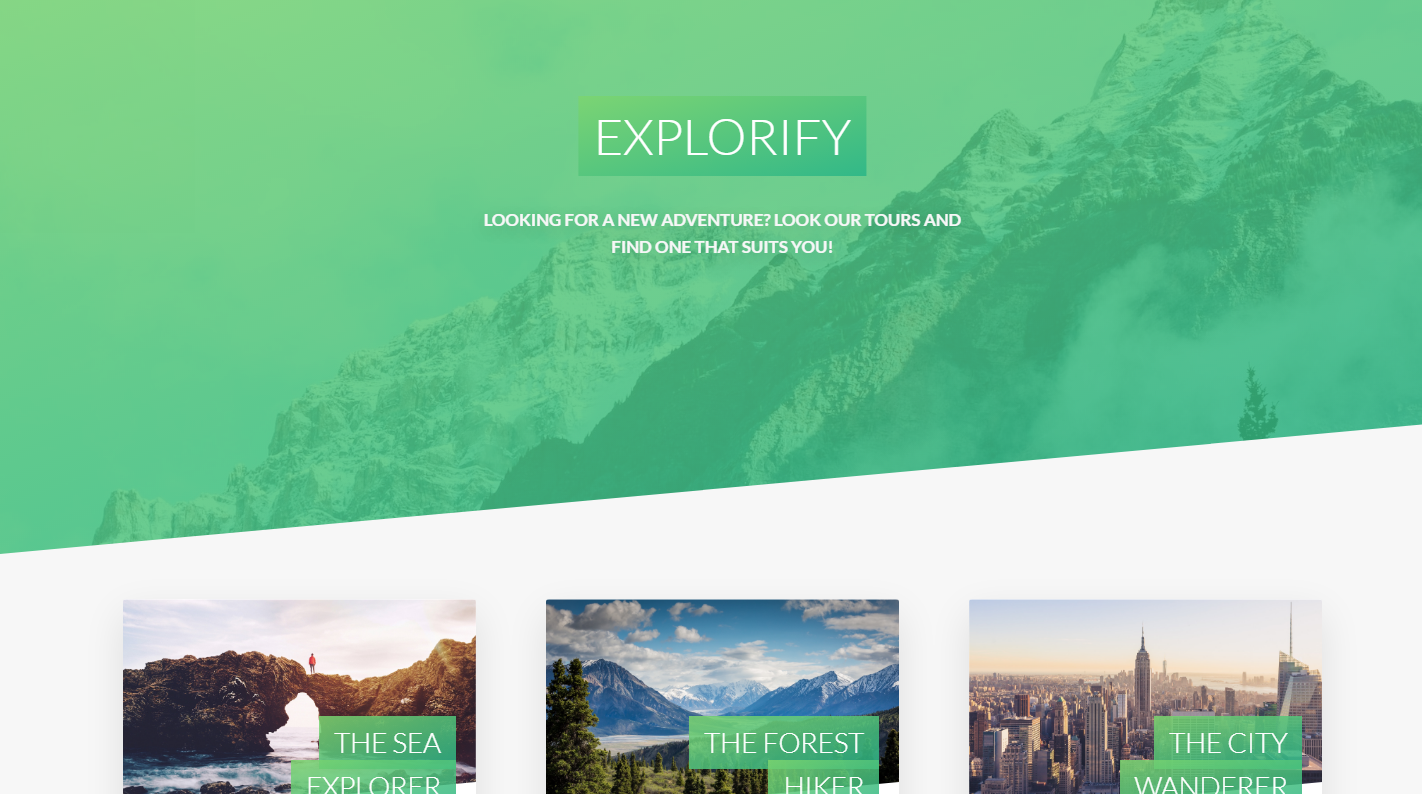 EXPLORIFY
LOOKING FOR A NEW ADVENTURE? LOOK OUR TOURS AND
FIND ONE THAT SUITS YOU!
THE SEA
EXPLORER
THE FOREST
HIKER
THE CITY
WANDERER